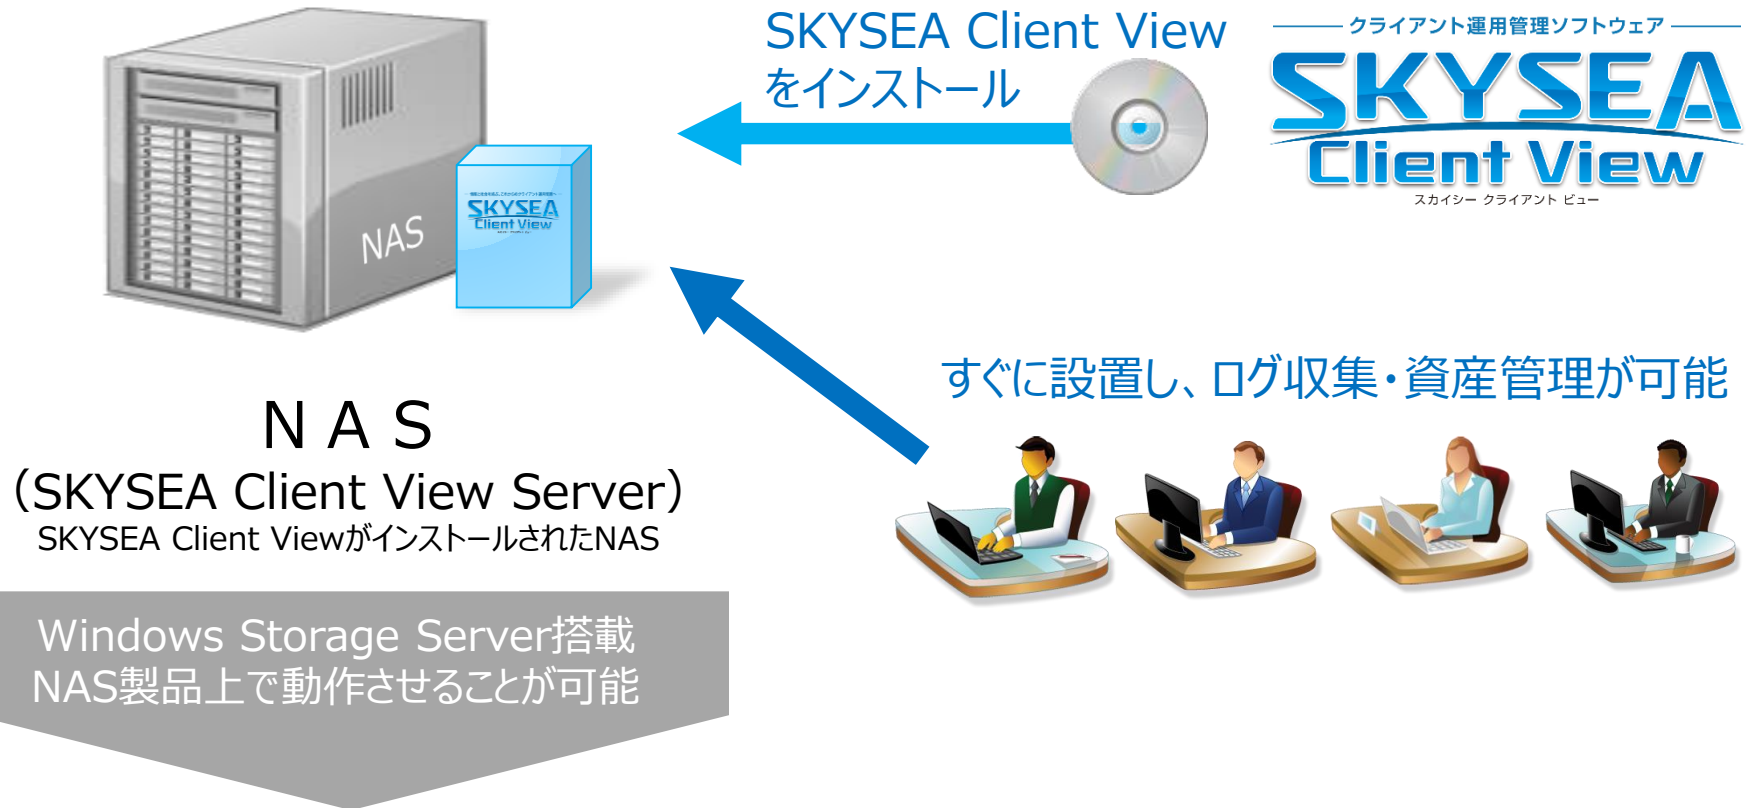 SKYSEA Client View
をインストール
クライアント運用管理ソフトウェア
SKYSEA
Client View
スカイシー クライアント ビュー
NAS
SKYSEA
Client View
すぐに設置し、ログ収集・資産管理が可能
ＮＡＳ
（SKYSEA Client View Server）
SKYSEA Client ViewがインストールされたNAS
Windows Storage Server搭載
NAS製品上で動作させることが可能